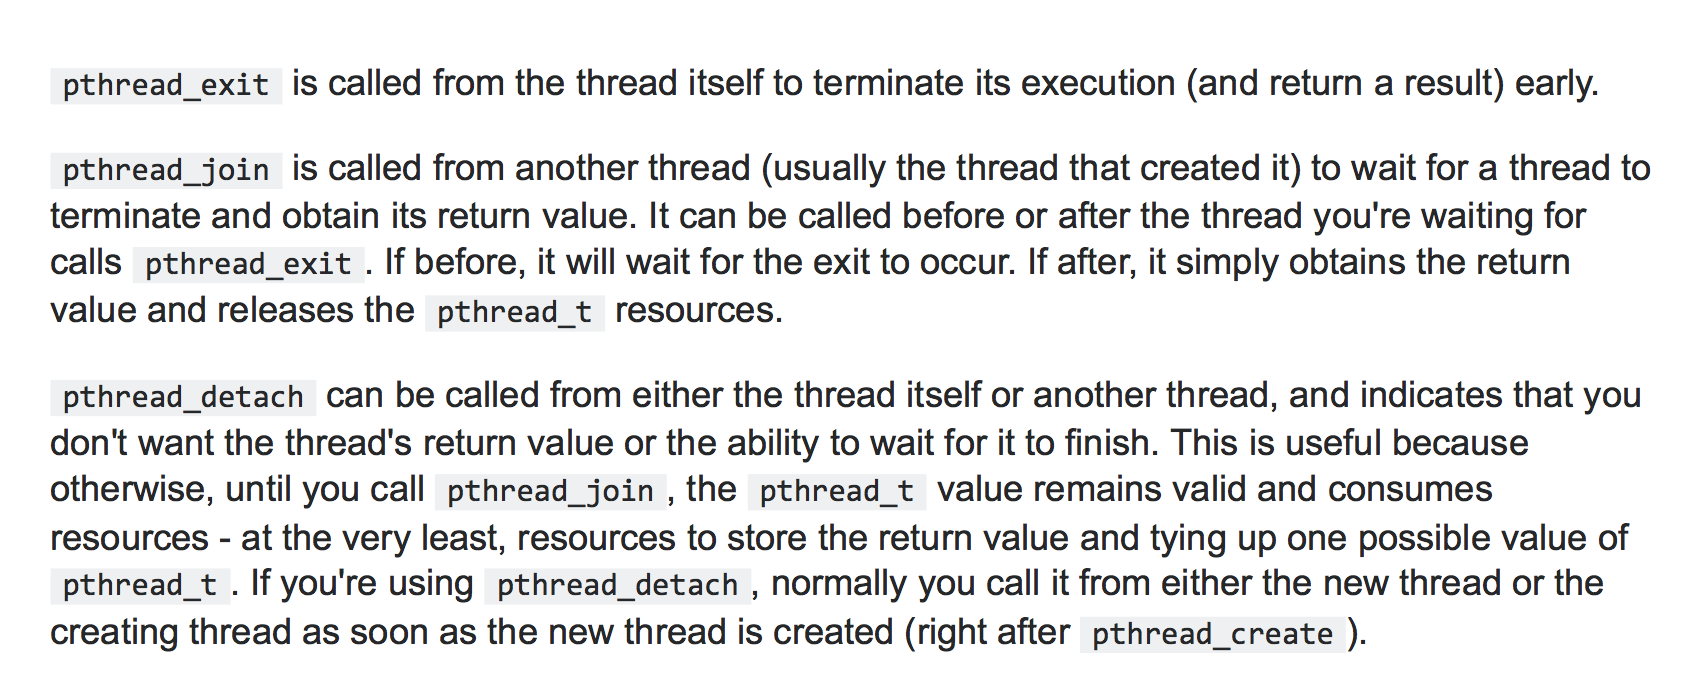 pthread_exit is called from the thread itself to terminate its execution (and return a result) early.
pthread_join is called from another thread (usually the thread that created it) to wait for a thread to
terminate and obtain its return value. It can be called before or after the thread you're waiting for
calls pthread_exit . If before, it will wait for the exit to occur. If after, it simply obtains the return
value and releases the pthread_t resources.
pthread_detach can be called from either the thread itself or another thread, and indicates that you
don't want the thread's return value or the ability to wait for it to finish. This is useful because
otherwise, until you call pthread_join , the pthread_t value remains valid and consumes
resources - at the very least, resources to store the return value and tying up one possible value of
pthread_t . If you're using pthread_detach , normally you call it from either the new thread or the
creating thread as soon as the new thread is created (right after pthread_create ).